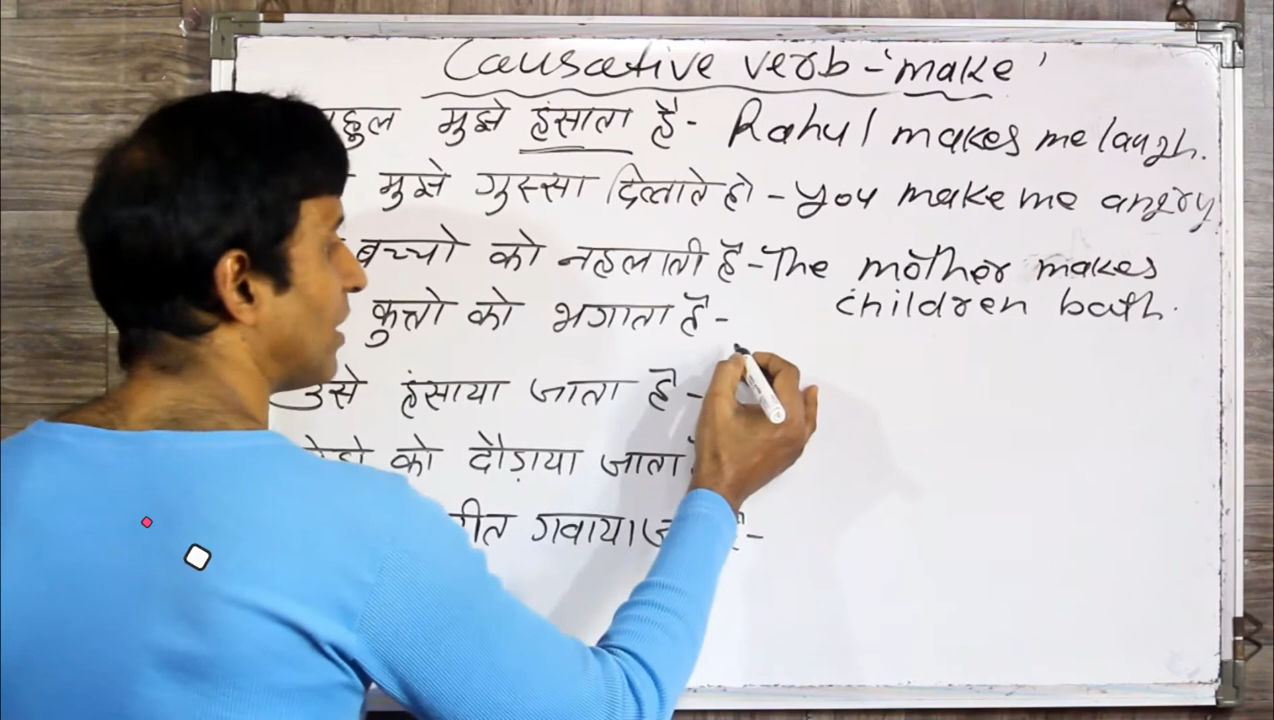 Causative verb - 'make'
मुझे हंसाता है - Rahul makes me laugh.
मुझे गुस्सा दिलाते हो - You make me angry
बच्चो को नहलाती है - The mother makes
children bath.
कुत्तो को भगाता है -
उसे हंसाया जाता है -
को दौड़ाया जाता
गीत गवाया